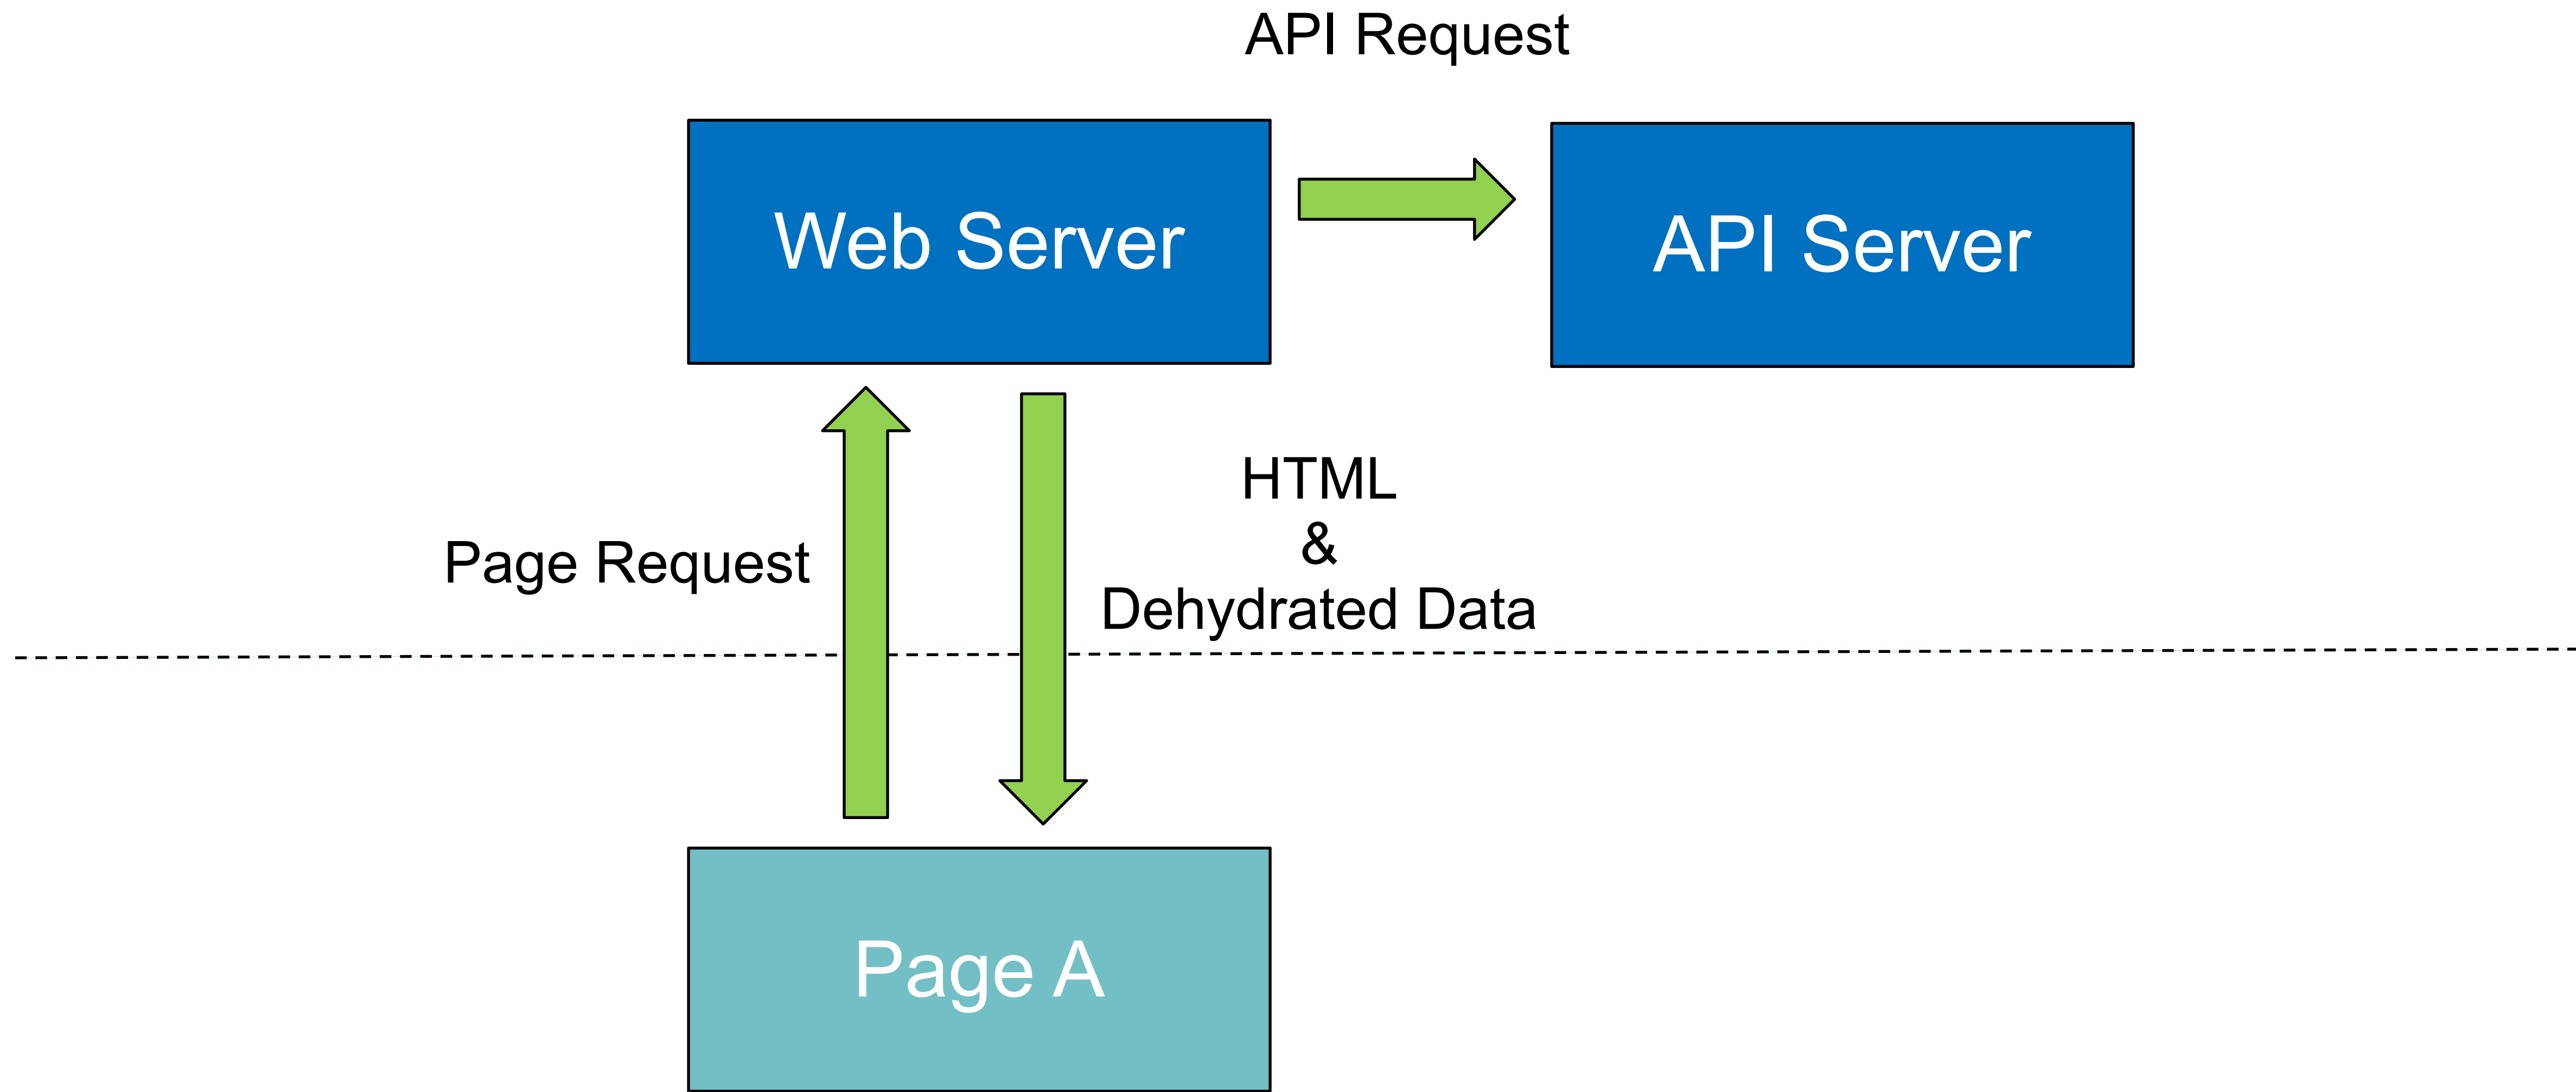 API Request
Web Server
API Server
Page Request
HTML
&
Dehydrated Data
Page A